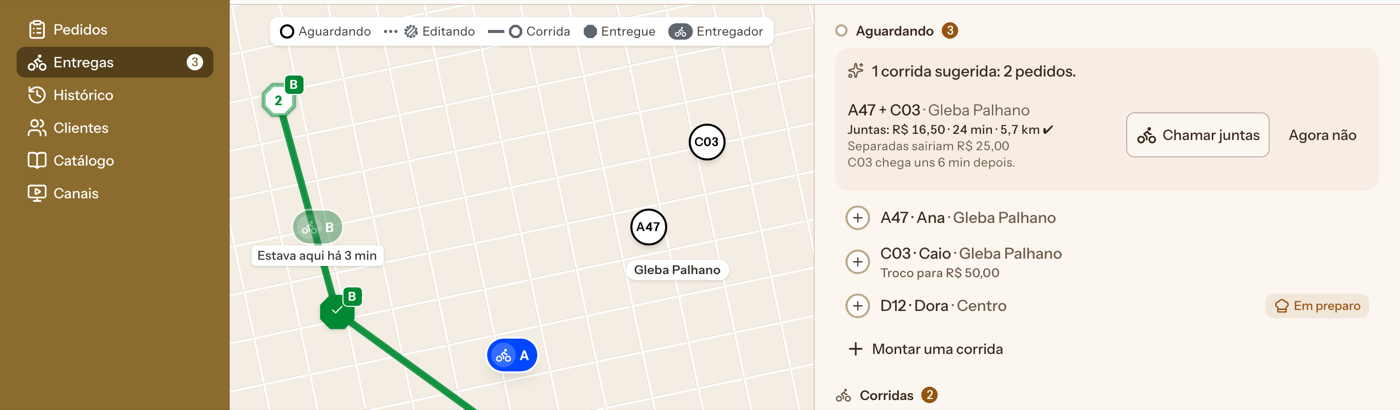 Pedidos
Entregas 3
Histórico
Clientes
Catálogo
Canais
Aguardando Editando Corrida Entregue Entregador
B
2
C03
B
Estava aqui há 3 min
A47
Gleba Palhano
B
A
Aguardando 3
1 corrida sugerida: 2 pedidos.
A47 + C03 · Gleba Palhano
Juntas: R$ 16,50 · 24 min · 5,7 km ✔
Separadas sairiam R$ 25,00
C03 chega uns 6 min depois.
Chamar juntas
Agora não
A47 · Ana · Gleba Palhano
C03 · Caio · Gleba Palhano
Troco para R$ 50,00
D12 · Dora · Centro
Em preparo
Montar uma corrida
Corridas 2